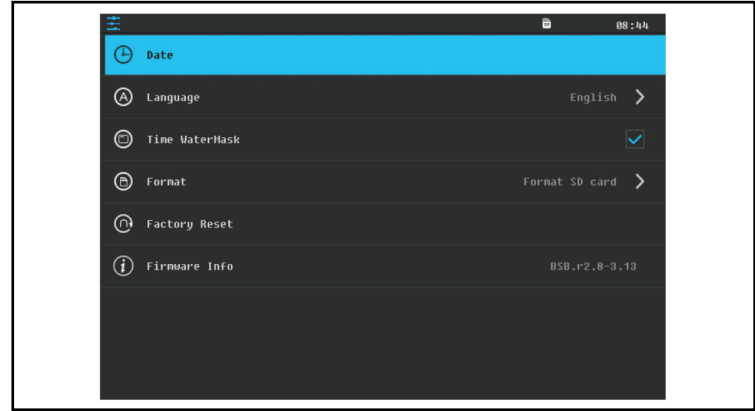 08:44
Date
Language English
Time WaterMask
Format Format SD card
Factory Reset
Firmware Info BSB.r2.8-3.13